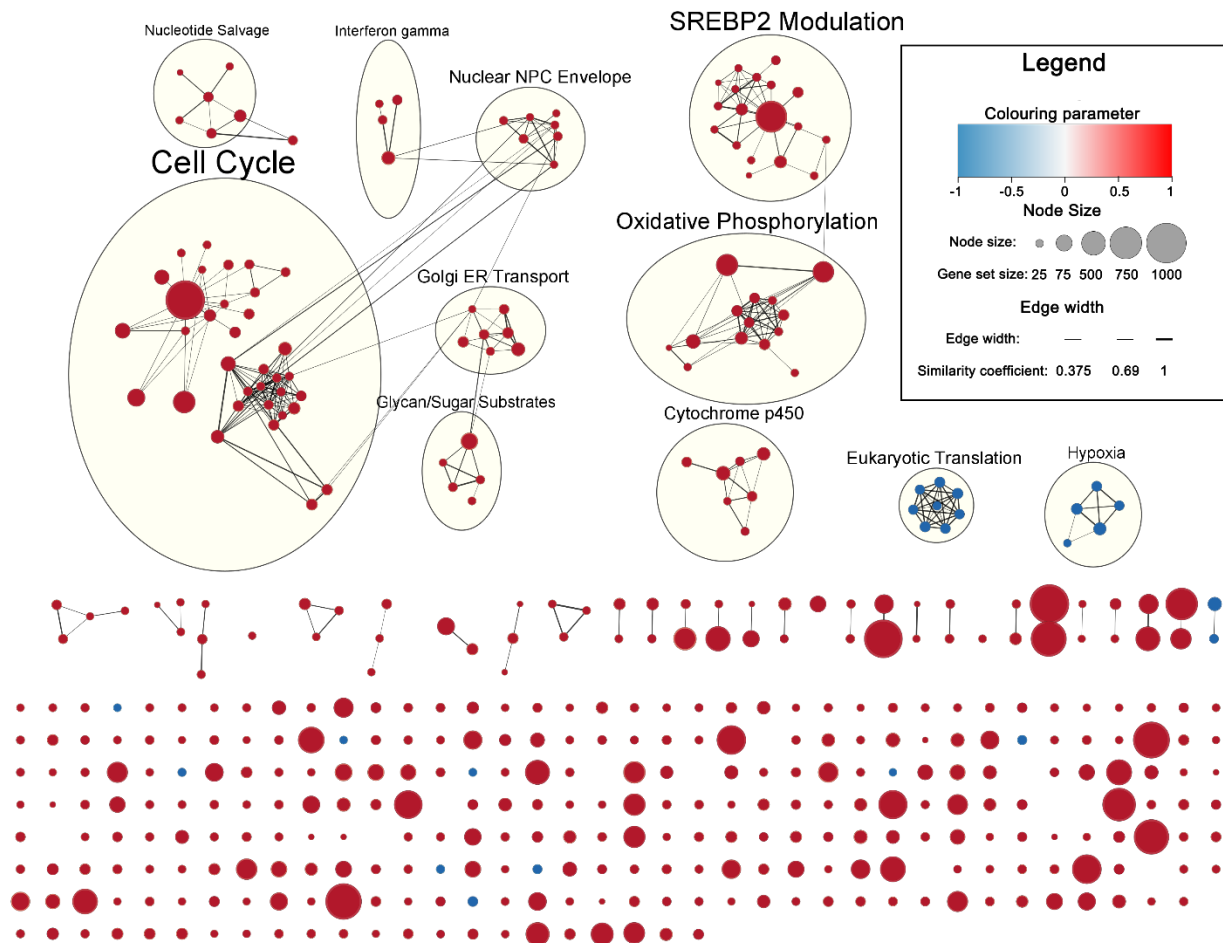 SREBP2 Modulation
Nucleotide Salvage
Interferon gamma
Nuclear NPC Envelope
Cell Cycle
Oxidative Phosphorylation
Golgi ER Transport
Glycan/Sugar Substrates
Cytochrome p450
Eukaryotic Translation
Hypoxia
Legend
Colouring parameter
-1 -0.5 0 0.5 1
Node Size
Node size:
Gene set size: 25 75 500 750 1000
Edge width
Edge width:
Similarity coefficient: 0.375 0.69 1